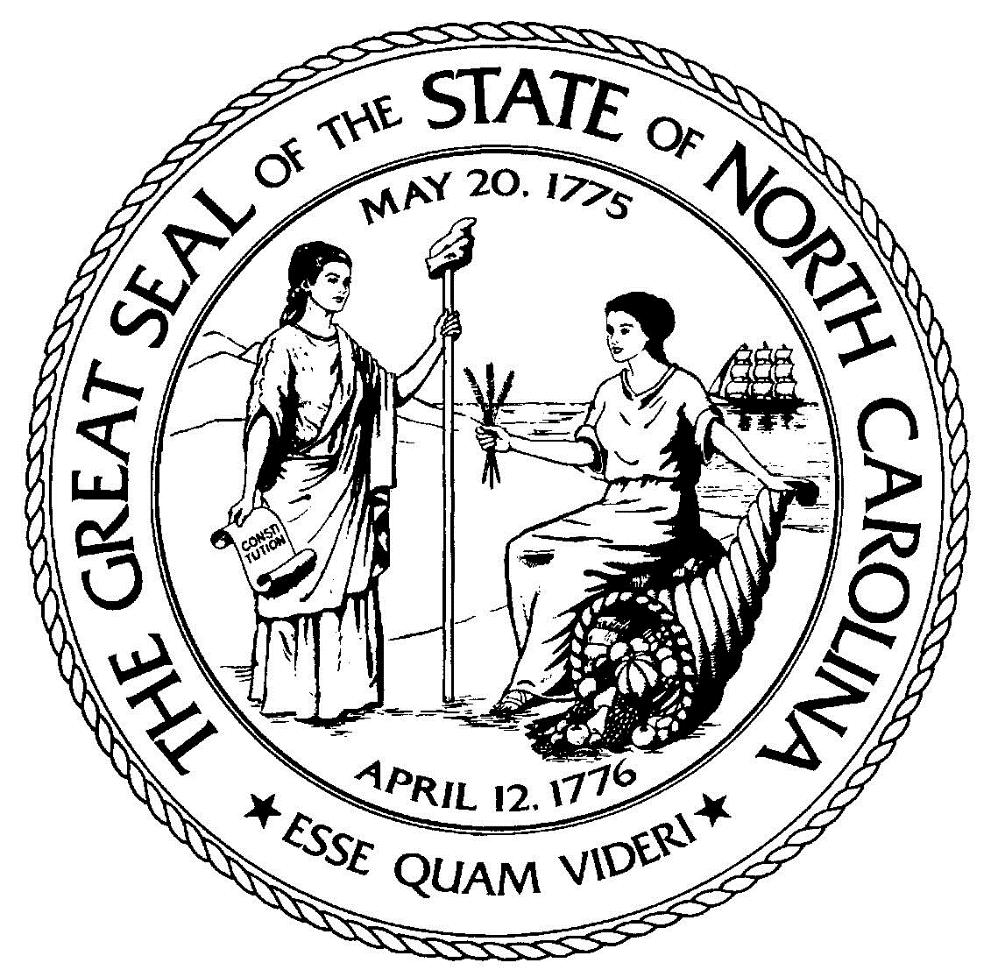 THE GREAT SEAL OF THE STATE OF NORTH CAROLINA
MAY 20. 1775
CONSTI
TUTION
APRIL 12. 1776
ESSE QUAM VIDERI